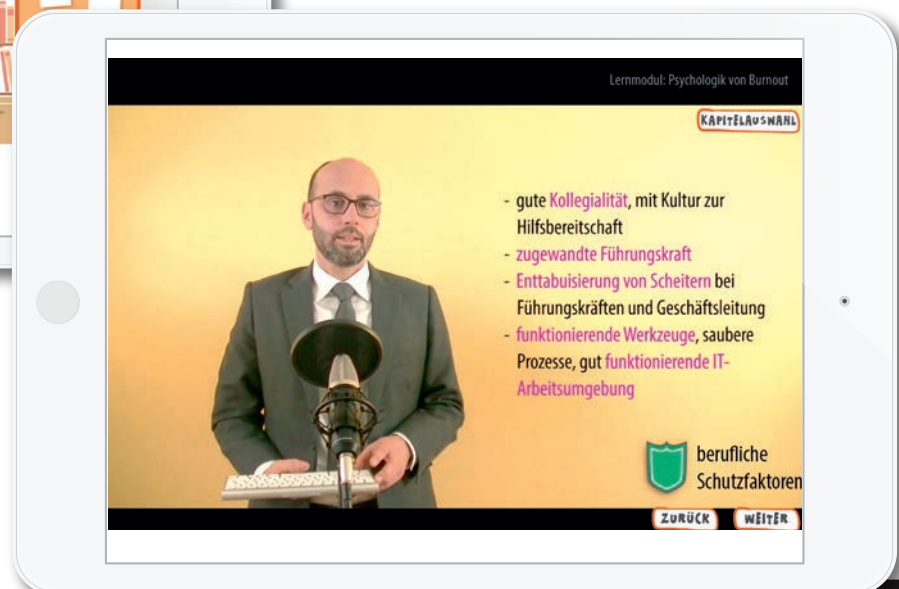 Lernmodul: Psychologik von Burnout
KAPITELAUSWAHL
- gute Kollegialität, mit Kultur zur
Hilfsbereitschaft
- zugewandte Führungskraft
- Enttabuisierung von Scheitern bei
Führungskräften und Geschäftsleitung
- funktionierende Werkzeuge, saubere
Prozesse, gut funktionierende IT-
Arbeitsumgebung
berufliche
Schutzfaktoren
ZURÜCK WEITER